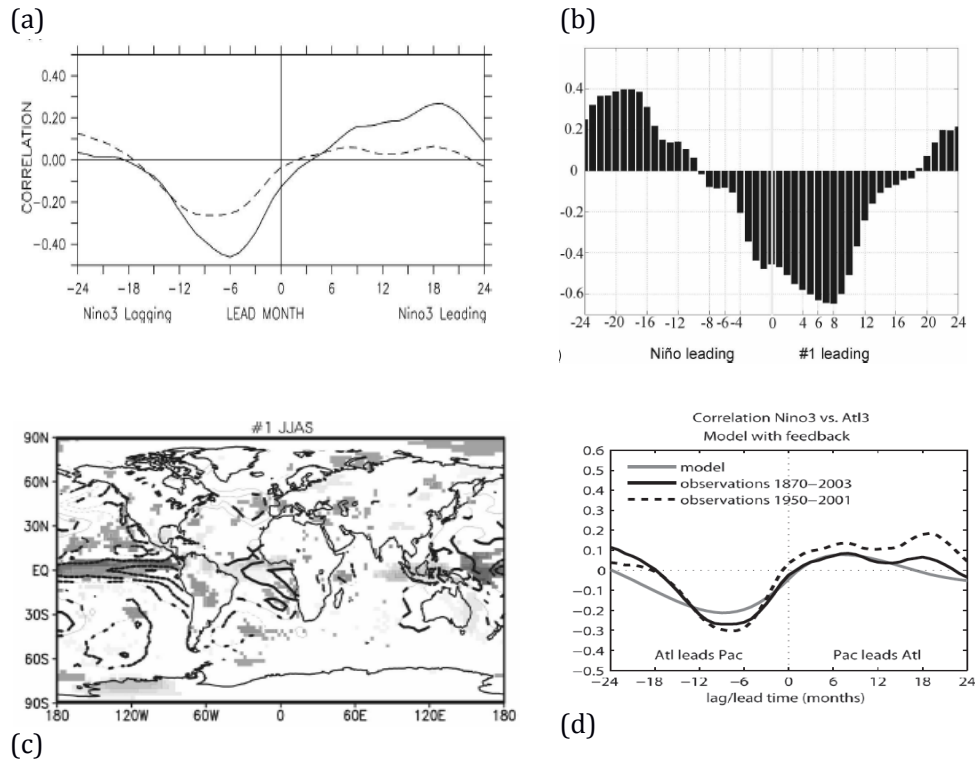 (a)
0.40
0.20
0.00
-0.20
-0.40
CORRELATION
-24 -18 -12 -6 0 6 12 18 24
Nino3 Lagging LEAD MONTH Nino3 Leading
(b)
0.4
0.2
0
-0.2
-0.4
-0.6
-24 -20 -16 -12 -8 -6 -4 0 4 6 8 12 16 20 24
)
Niño leading #1 leading
#1 JJAS
90N
60N
30N
EQ
30S
60S
90S
180 120W 60W 0 60E 120E 180
(c)
Correlation Nino3 vs. Atl3
Model with feedback
0.6
0.5
0.4
0.3
0.2
0.1
0
−0.1
−0.2
−0.3
−0.4
−0.5
model
observations 1870−2003
observations 1950−2001
Atl leads Pac Pac leads Atl
−24 −18 −12 −6 0 6 12 18 24
lag/lead time (months)
(d)